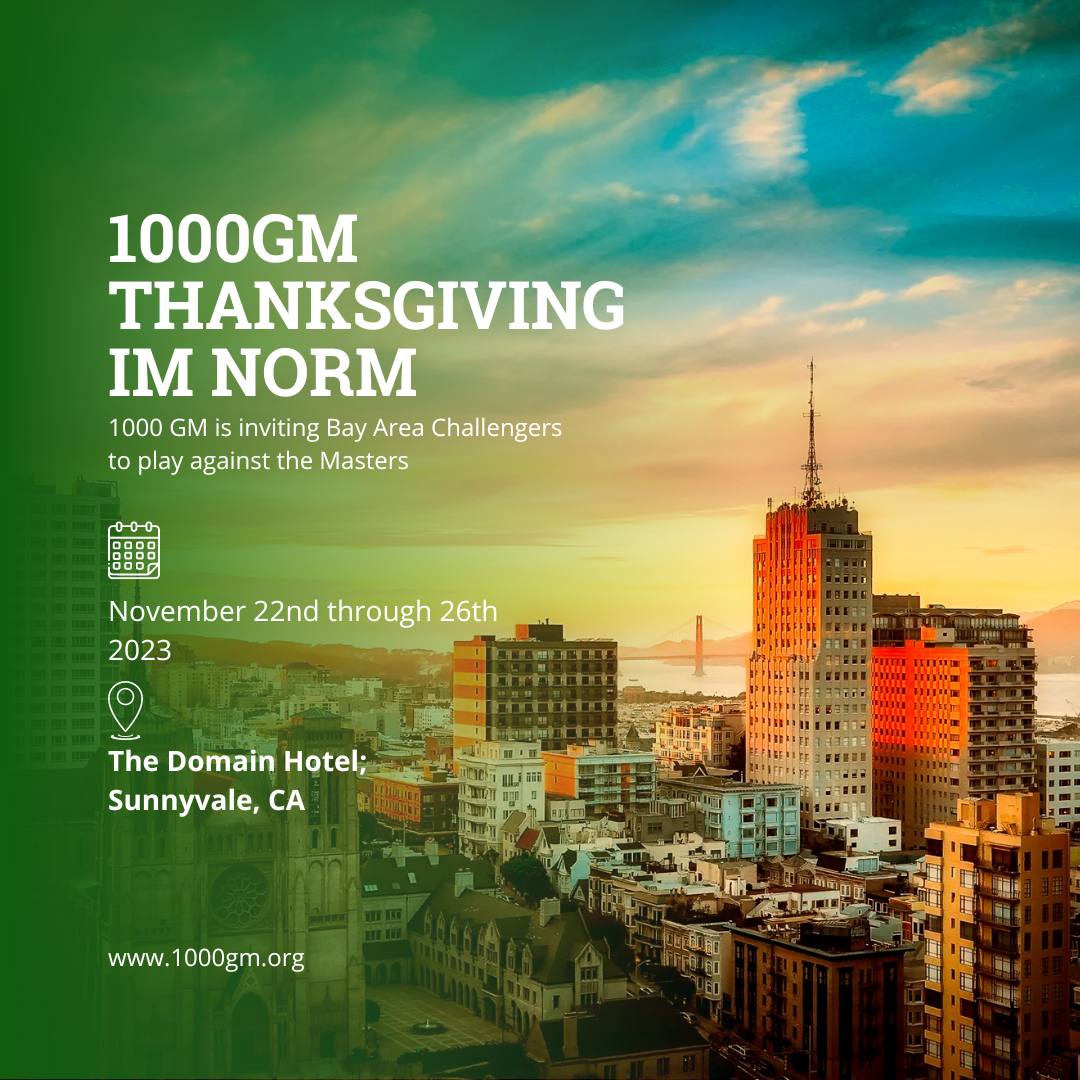 1000GM
THANKSGIVING
IM NORM
1000 GM is inviting Bay Area Challengers
to play against the Masters
November 22nd through 26th
2023
The Domain Hotel;
Sunnyvale, CA
www.1000gm.org